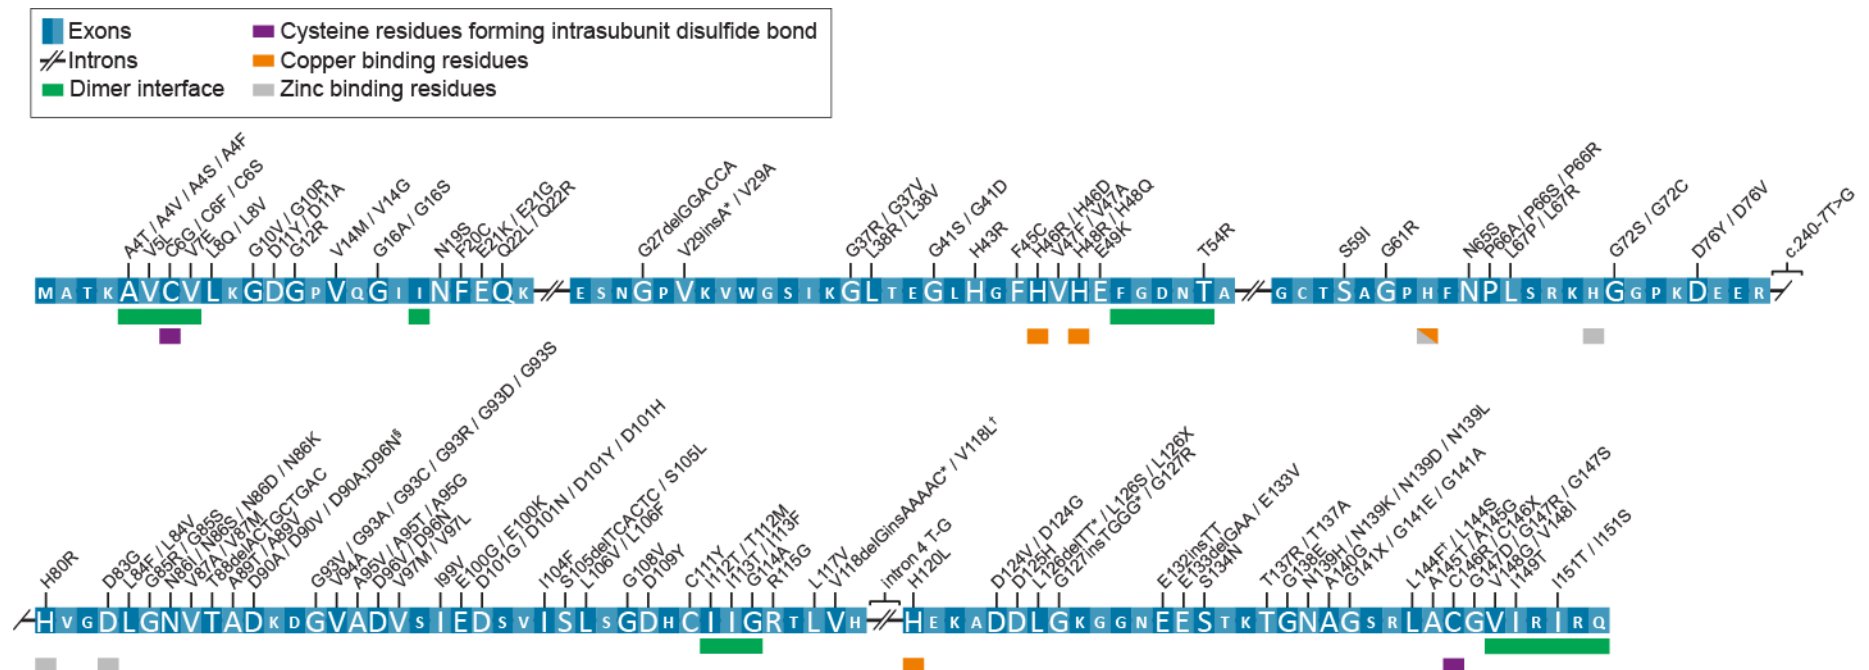 Exons
Introns
Dimer interface
Cysteine residues forming intrasubunit disulfide bond
Copper binding residues
Zinc binding residues
A4T / A4V / A4S / A4F
V5L
C6G / C6F / C6S
V7E
L8Q / L8V
G10V / G10R
D11Y / D11A
G12R
V14M / V14G
G16A / G16S
N19S
F20C
E21K / E21G
Q22L / Q22R
G27delGGACCA
V29insA* / V29A
G37R / G37V
L38R / L38V
G41S / G41D
H43R
F45C
H46R / H46D
V47F / V47A
H48R / H48Q
E49K
T54R
S59I
G61R
N65S
P66A / P66S / P66R
L67P / L67R
G72S / G72C
D76Y / D76V
c.240-7T>G
MATKAVCVLKGDGPVQGIINFEQK
ESNGPVKVWGSIKGLTEGLHGFHVHEFGDNTA
GCTSAGPHFNPLSRKHGGPKDEER
H80R
D83G
L84F / L84V
G85R / G85S
N86I / N86S / N86D / N86K
V87A / V87M
T88delACTGCTGAC
A89T / A89V
D90A / D90V / D90A;D96N§
G93V / G93A / G93C / G93R / G93D / G93S
V94A
A95V / A95T / A95G
D96V / D96N
V97M / V97L
I99V
E100G / E100K
D101G / D101N / D101Y / D101H
I104F
S105delTCACTC / S105L
L106V / L106F
G108V
D109Y
C111Y
I112T / T112M
I113T / I113F
G114A
R115G
L117V
V118delGinsAAAAC* / V118L†
intron 4 T-G
H120L
D124V / D124G
D125H
L126delTT* / L126S / L126X
G127insTGGG* / G127R
E132insTT
E133delGAA / E133V
S134N
T137R / T137A
G138E
N139H / N139K / N139D / N139L
A140G
G141X / G141E / G141A
L144F† / L144S
A145T / A145G
C146R / C146X
G147D / G147R / G147S
V148G / V148I
I149T
I151T / I151S
HVGDLGNVTADKDGVADVSIEDSVISLSGDHCIIGRTLVH
HEKADDLGKGGNEESTKTGNAGSRLACGVIRIRQ